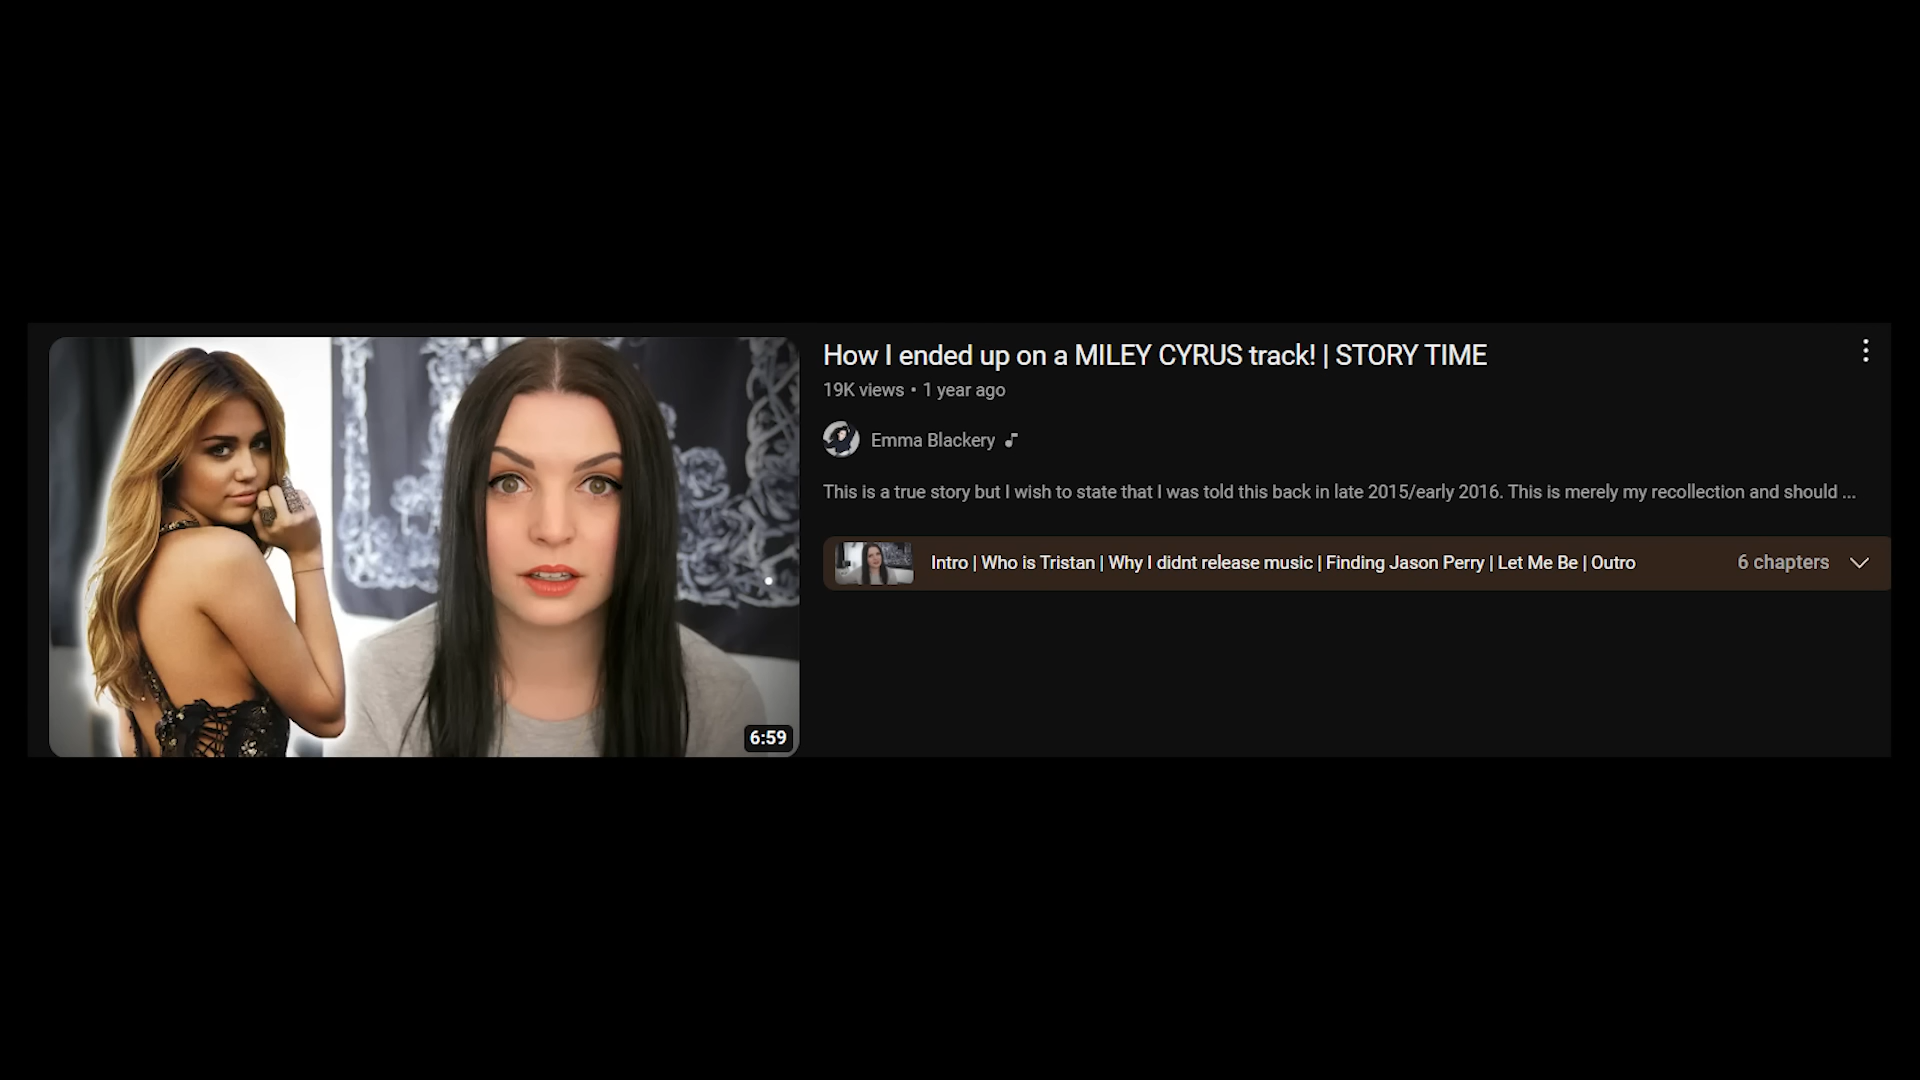 How I ended up on a MILEY CYRUS track! | STORY TIME
19K views • 1 year ago
Emma Blackery
This is a true story but I wish to state that I was told this back in late 2015/early 2016. This is merely my recollection and should ...
Intro | Who is Tristan | Why I didnt release music | Finding Jason Perry | Let Me Be | Outro 6 chapters
6:59